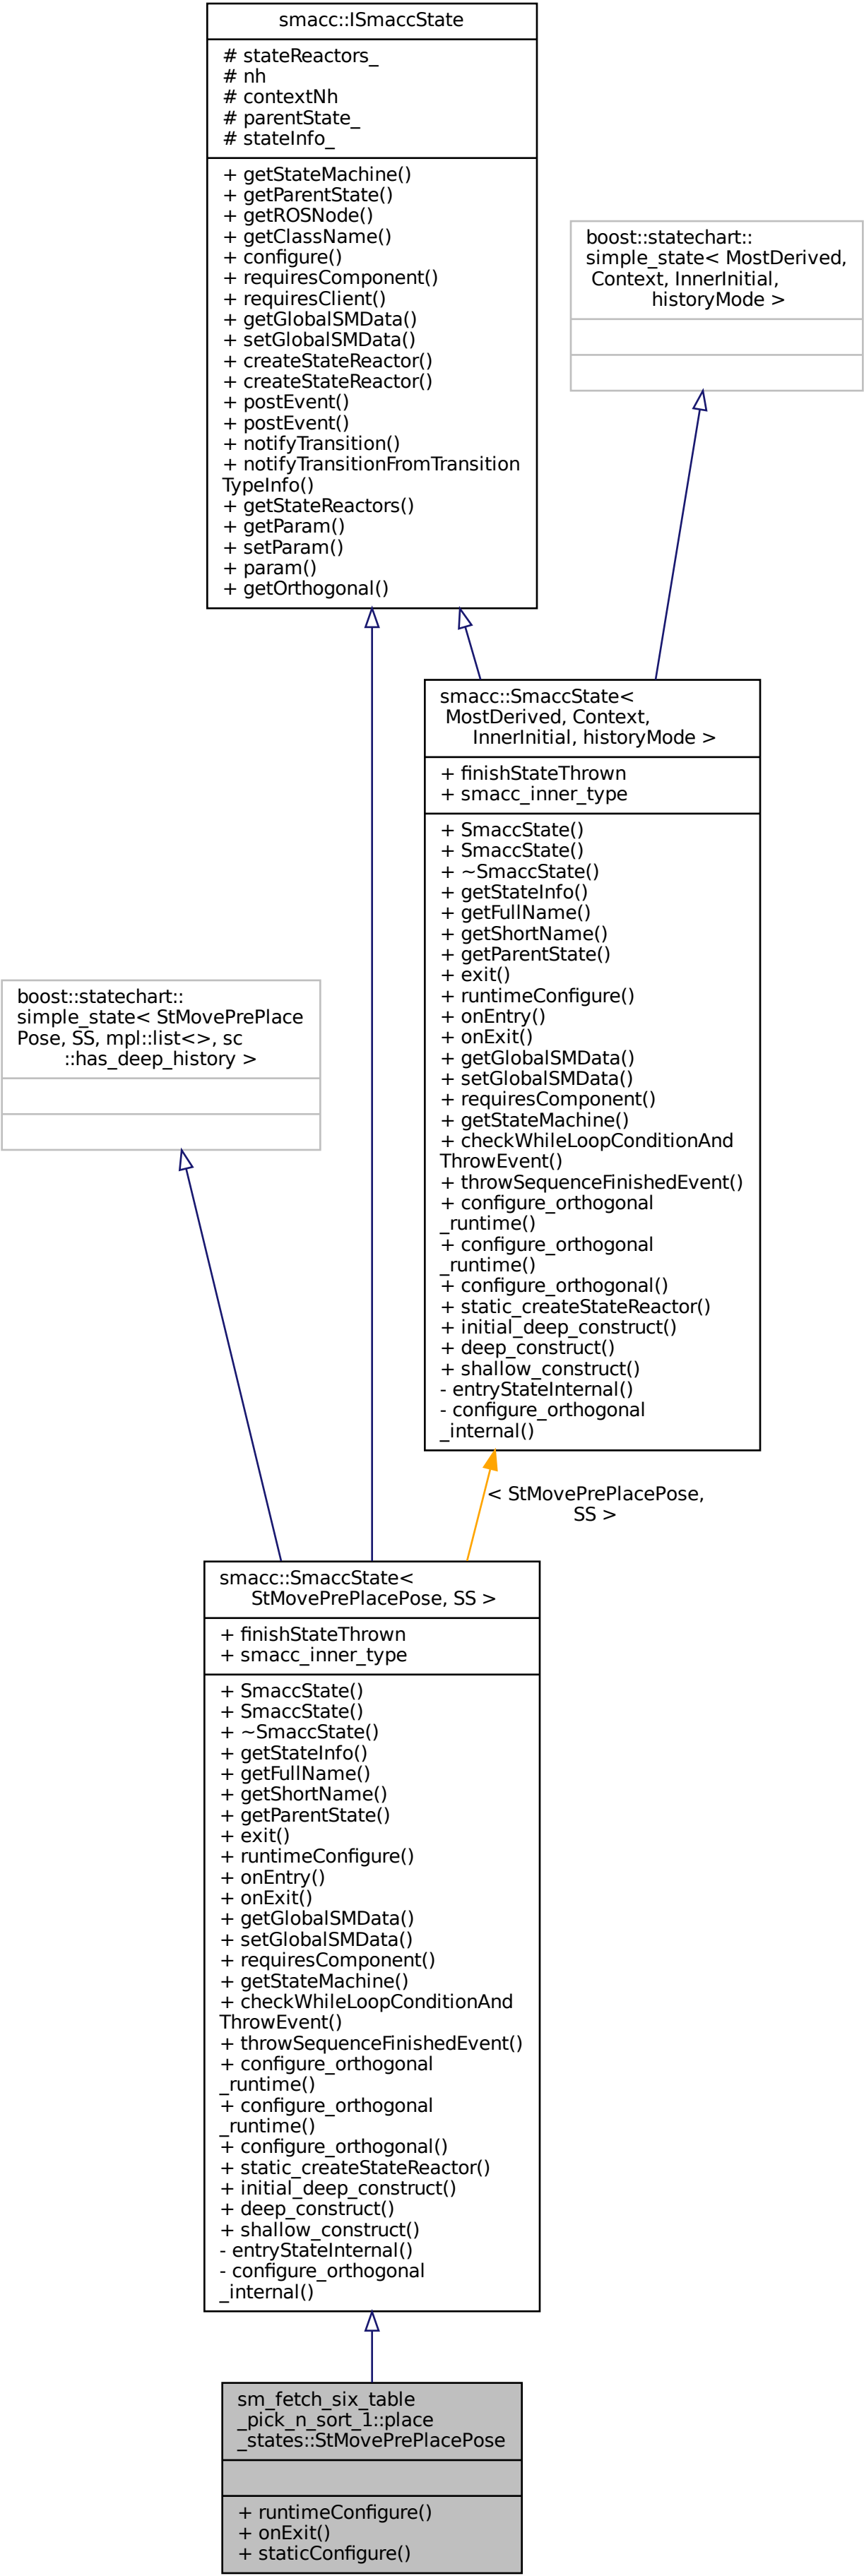 smacc::ISmaccState
# stateReactors_
# nh
# contextNh
# parentState_
# stateInfo_
+ getStateMachine()
+ getParentState()
+ getROSNode()
+ getClassName()
+ configure()
+ requiresComponent()
+ requiresClient()
+ getGlobalSMData()
+ setGlobalSMData()
+ createStateReactor()
+ createStateReactor()
+ postEvent()
+ postEvent()
+ notifyTransition()
+ notifyTransitionFromTransition
TypeInfo()
+ getStateReactors()
+ getParam()
+ setParam()
+ param()
+ getOrthogonal()
boost::statechart::
simple_state< MostDerived,
Context, InnerInitial,
historyMode >
smacc::SmaccState<
MostDerived, Context,
InnerInitial, historyMode >
+ finishStateThrown
+ smacc_inner_type
+ SmaccState()
+ SmaccState()
+ ~SmaccState()
+ getStateInfo()
+ getFullName()
+ getShortName()
+ getParentState()
+ exit()
+ runtimeConfigure()
+ onEntry()
+ onExit()
+ getGlobalSMData()
+ setGlobalSMData()
+ requiresComponent()
+ getStateMachine()
+ checkWhileLoopConditionAnd
ThrowEvent()
+ throwSequenceFinishedEvent()
+ configure_orthogonal
_runtime()
+ configure_orthogonal
_runtime()
+ configure_orthogonal()
+ static_createStateReactor()
+ initial_deep_construct()
+ deep_construct()
+ shallow_construct()
- entryStateInternal()
- configure_orthogonal
_internal()
boost::statechart::
simple_state< StMovePrePlace
Pose, SS, mpl::list<>, sc
::has_deep_history >
< StMovePrePlacePose,
SS >
smacc::SmaccState<
StMovePrePlacePose, SS >
+ finishStateThrown
+ smacc_inner_type
+ SmaccState()
+ SmaccState()
+ ~SmaccState()
+ getStateInfo()
+ getFullName()
+ getShortName()
+ getParentState()
+ exit()
+ runtimeConfigure()
+ onEntry()
+ onExit()
+ getGlobalSMData()
+ setGlobalSMData()
+ requiresComponent()
+ getStateMachine()
+ checkWhileLoopConditionAnd
ThrowEvent()
+ throwSequenceFinishedEvent()
+ configure_orthogonal
_runtime()
+ configure_orthogonal
_runtime()
+ configure_orthogonal()
+ static_createStateReactor()
+ initial_deep_construct()
+ deep_construct()
+ shallow_construct()
- entryStateInternal()
- configure_orthogonal
_internal()
sm_fetch_six_table
_pick_n_sort_1::place
_states::StMovePrePlacePose
+ runtimeConfigure()
+ onExit()
+ staticConfigure()